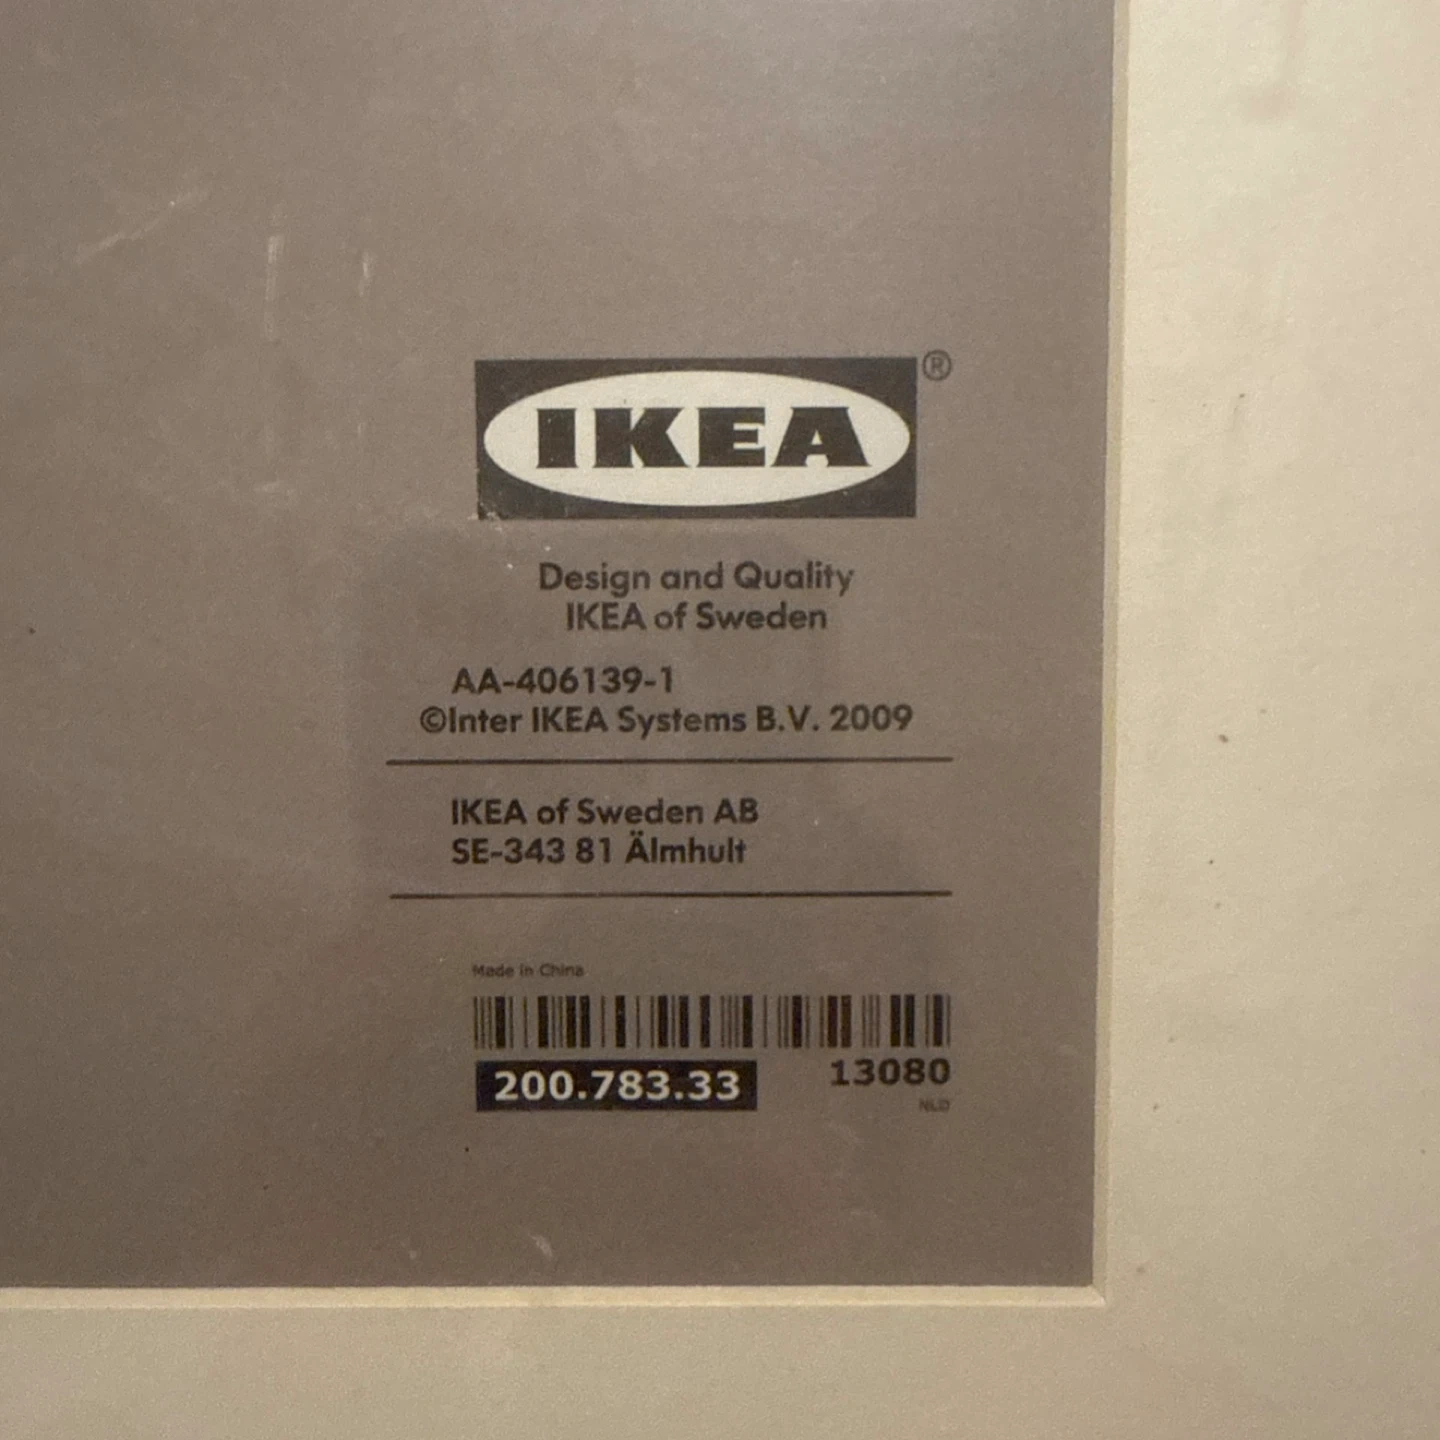 IKEA®
Design and Quality
IKEA of Sweden
AA-406139-1
©Inter IKEA Systems B.V. 2009
IKEA of Sweden AB
SE-343 81 Älmhult
Made in China
200.783.33
13080
NLD